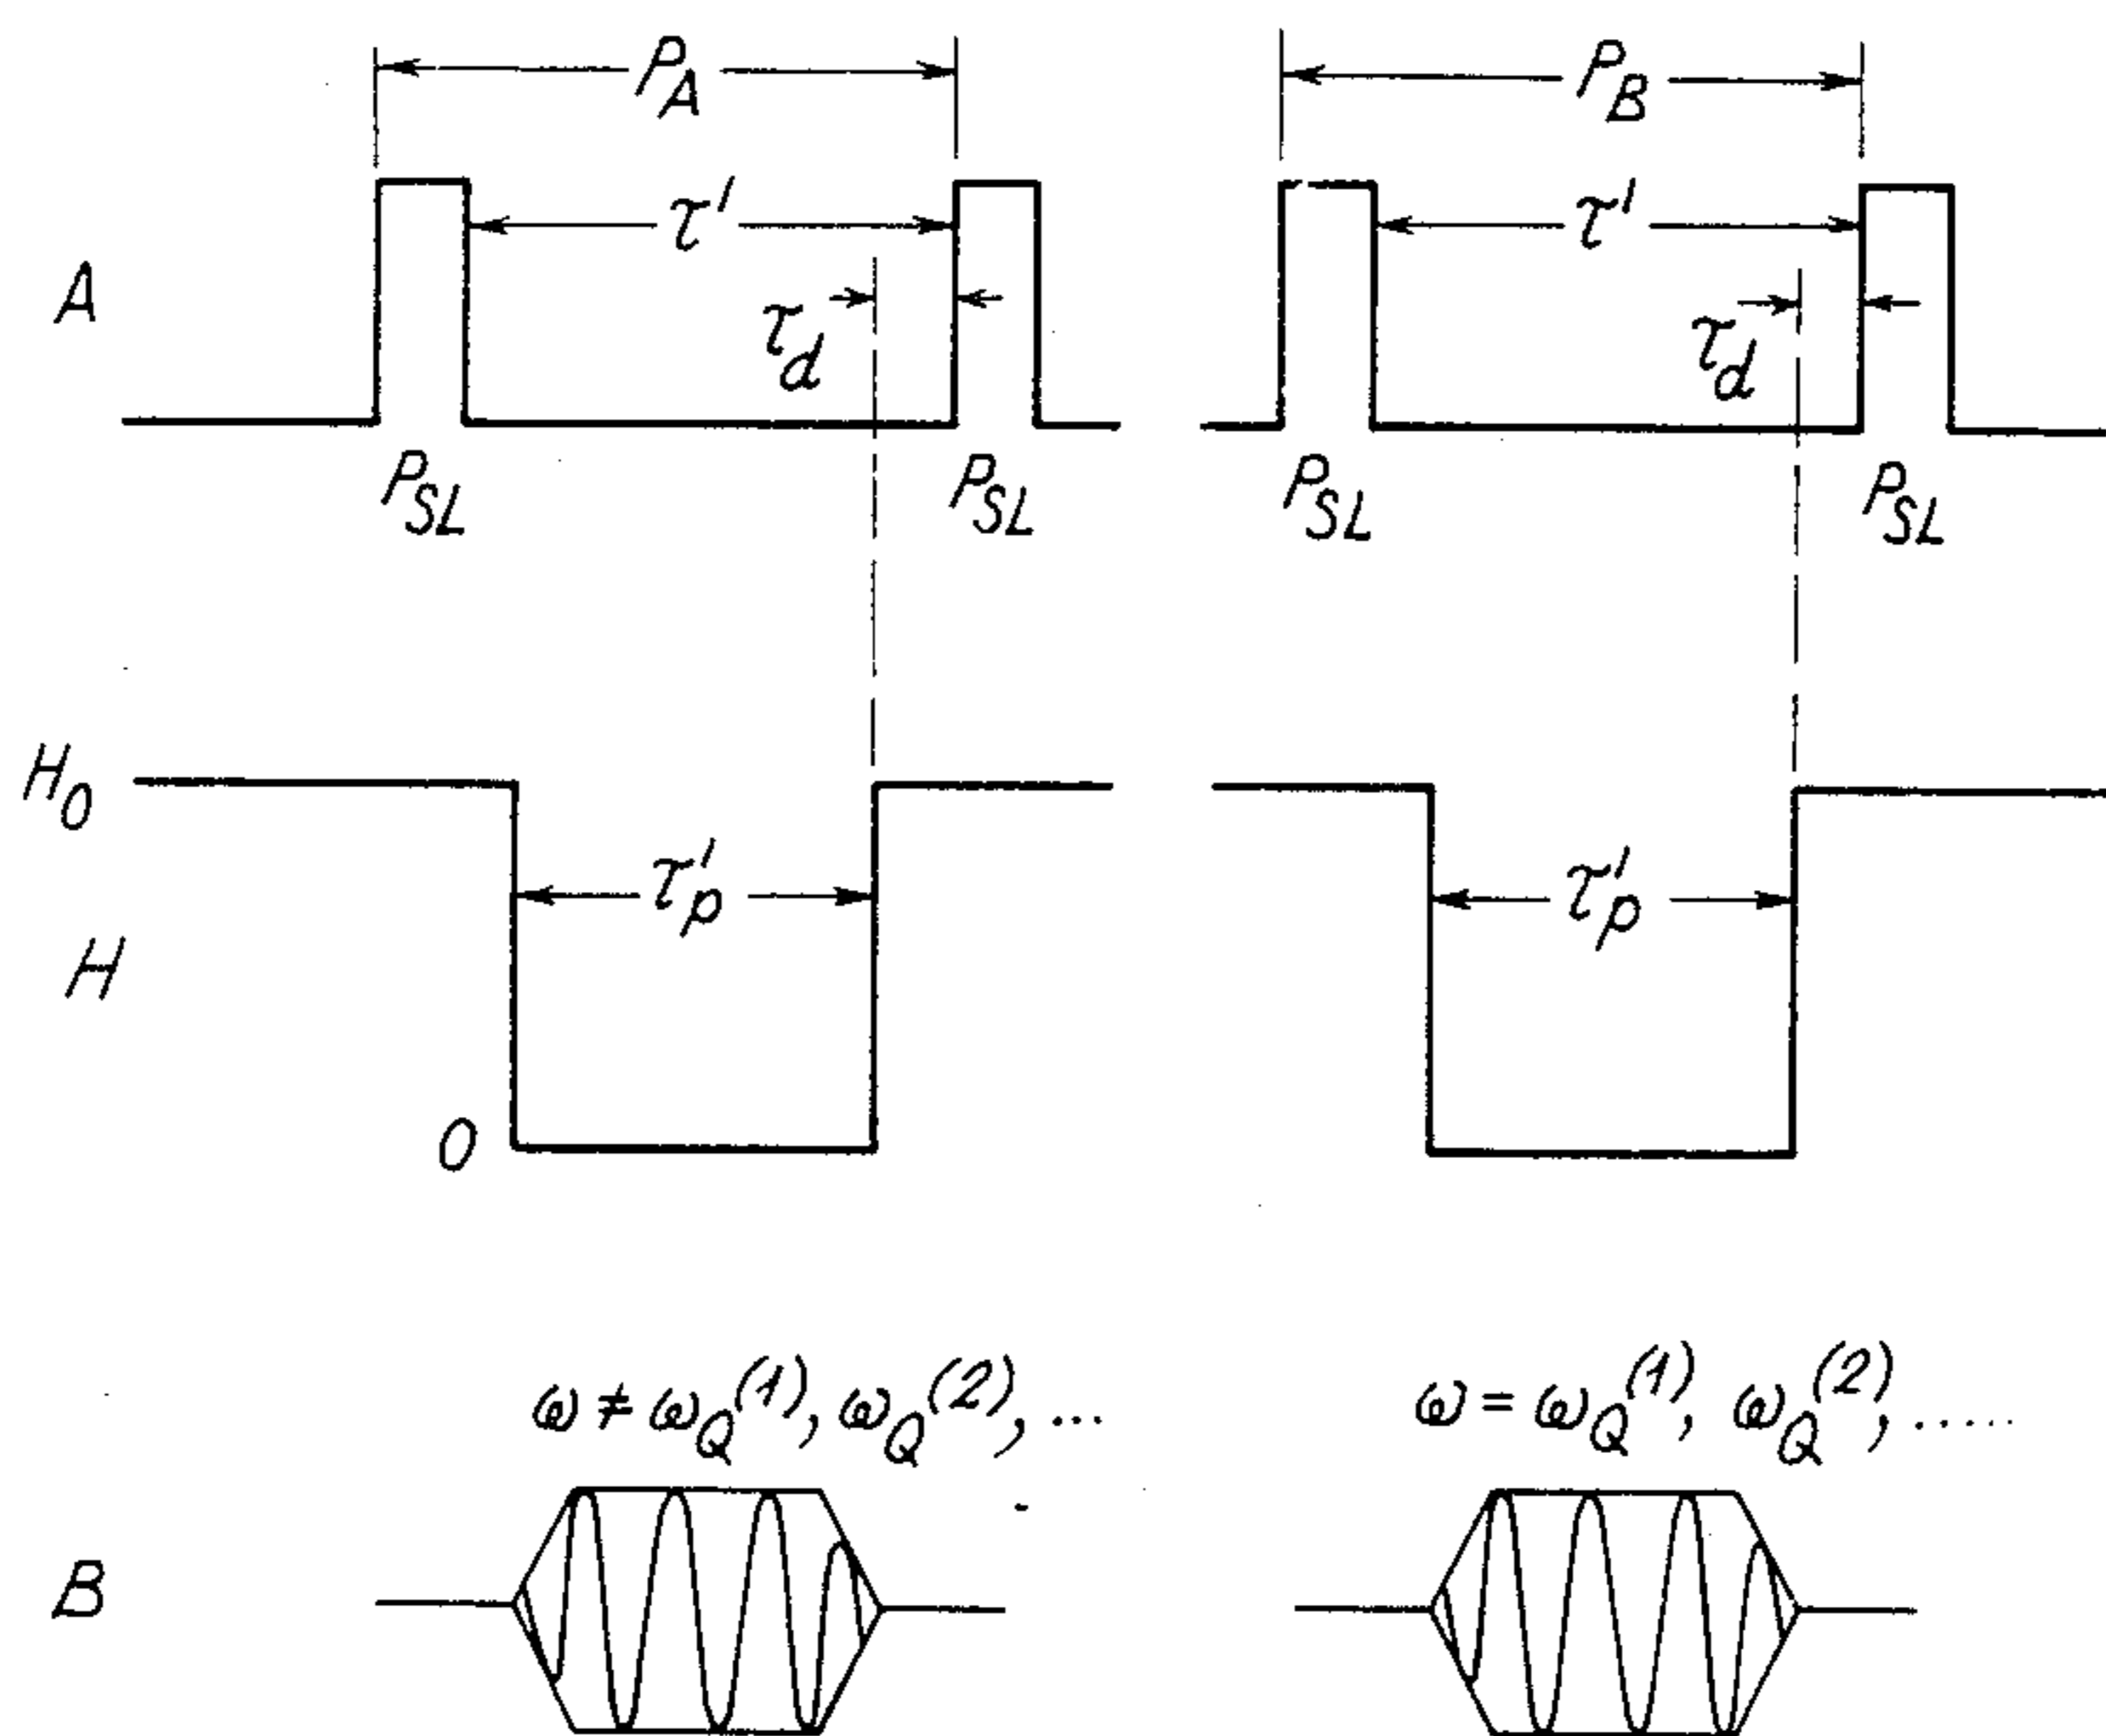 P_A P_B
τ' τ'
A τ_d τ_d
P_SL P_SL P_SL P_SL
H_0
τ'_p τ'_p
H
0
ω ≠ ω_Q^(1), ω_Q^(2), ... ω = ω_Q^(1), ω_Q^(2), .....
B